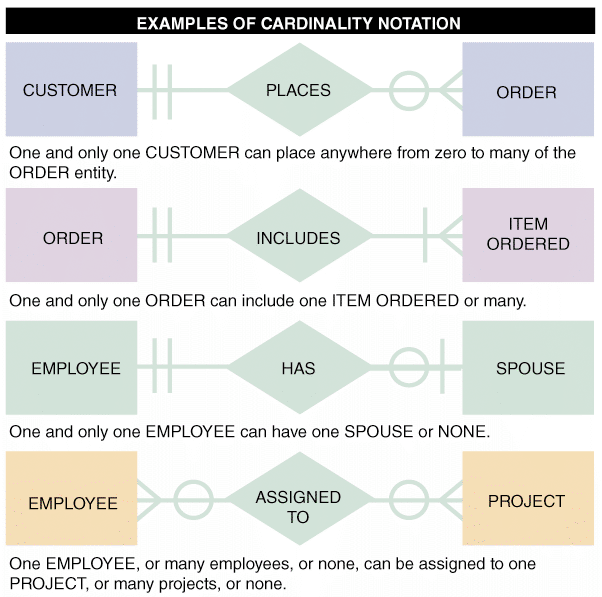 EXAMPLES OF CARDINALITY NOTATION
CUSTOMER
PLACES
ORDER
One and only one CUSTOMER can place anywhere from zero to many of the
ORDER entity.
ORDER
INCLUDES
ITEM
ORDERED
One and only one ORDER can include one ITEM ORDERED or many.
EMPLOYEE
HAS
SPOUSE
One and only one EMPLOYEE can have one SPOUSE or NONE.
EMPLOYEE
ASSIGNED
TO
PROJECT
One EMPLOYEE, or many employees, or none, can be assigned to one
PROJECT, or many projects, or none.